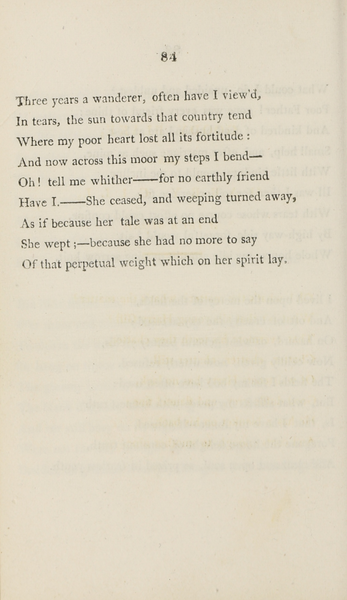 84
Three years a wanderer, often have I view'd,
In tears, the sun towards that country tend
Where my poor heart lost all its fortitude :
And now across this moor my steps I bend—
Oh! tell me whither——for no earthly friend
Have I.——She ceased, and weeping turned away,
As if because her tale was at an end
She wept ;—because she had no more to say
Of that perpetual weight which on her spirit lay.